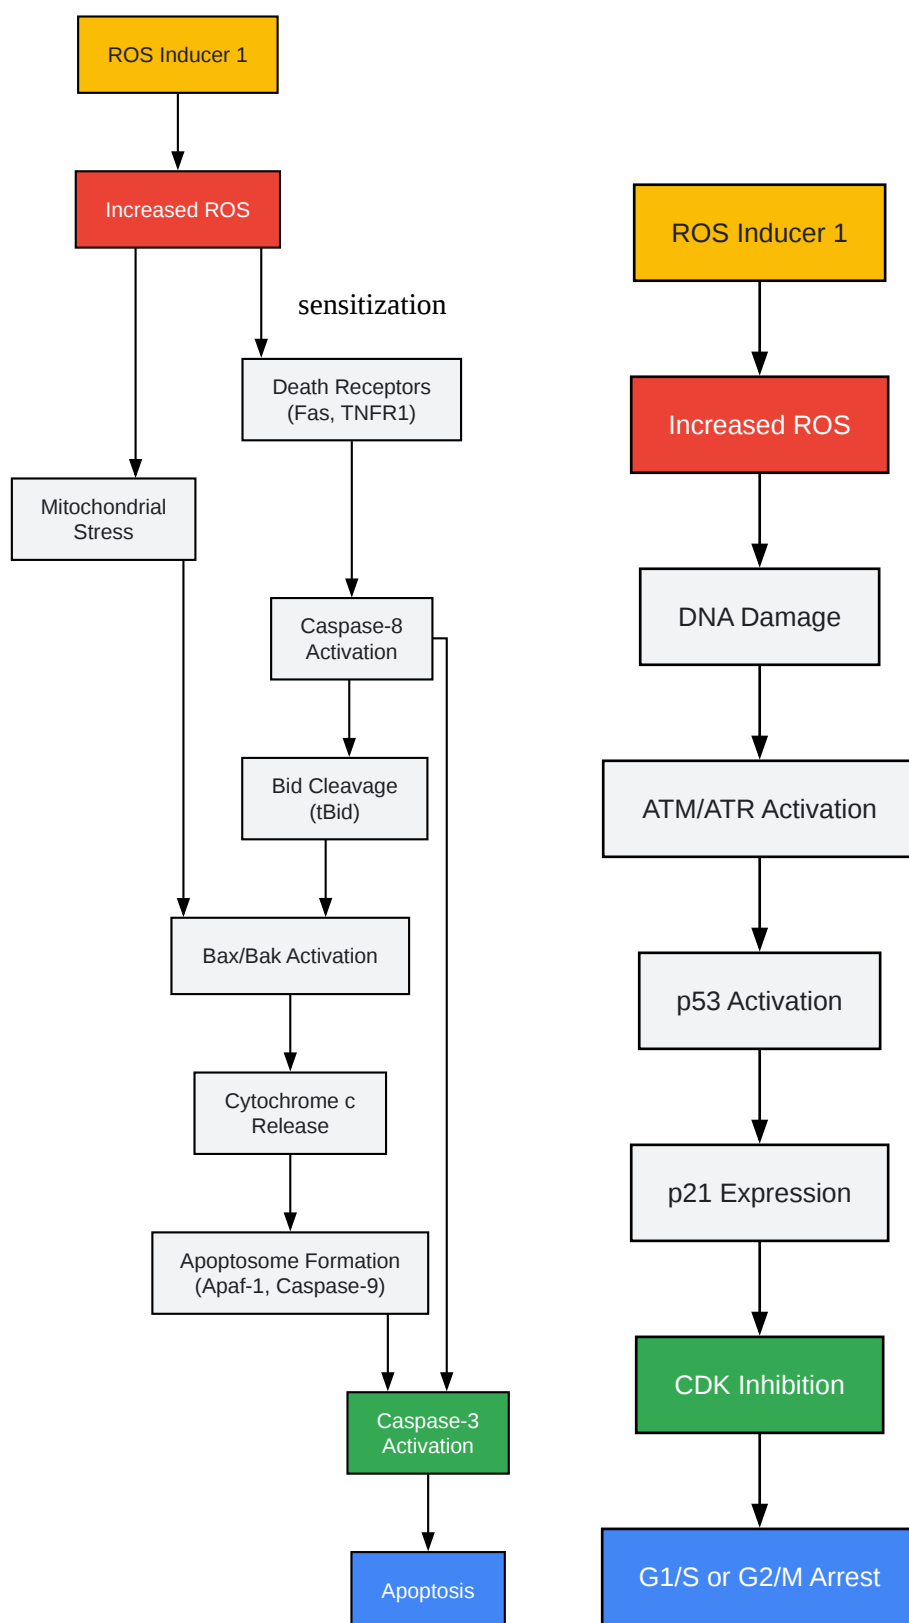 ROS Inducer 1
Increased ROS
sensitization
Death Receptors
(Fas, TNFR1)
Mitochondrial
Stress
Caspase-8
Activation
Bid Cleavage
(tBid)
Bax/Bak Activation
Cytochrome c
Release
Apoptosome Formation
(Apaf-1, Caspase-9)
Caspase-3
Activation
Apoptosis
ROS Inducer 1
Increased ROS
DNA Damage
ATM/ATR Activation
p53 Activation
p21 Expression
CDK Inhibition
G1/S or G2/M Arrest